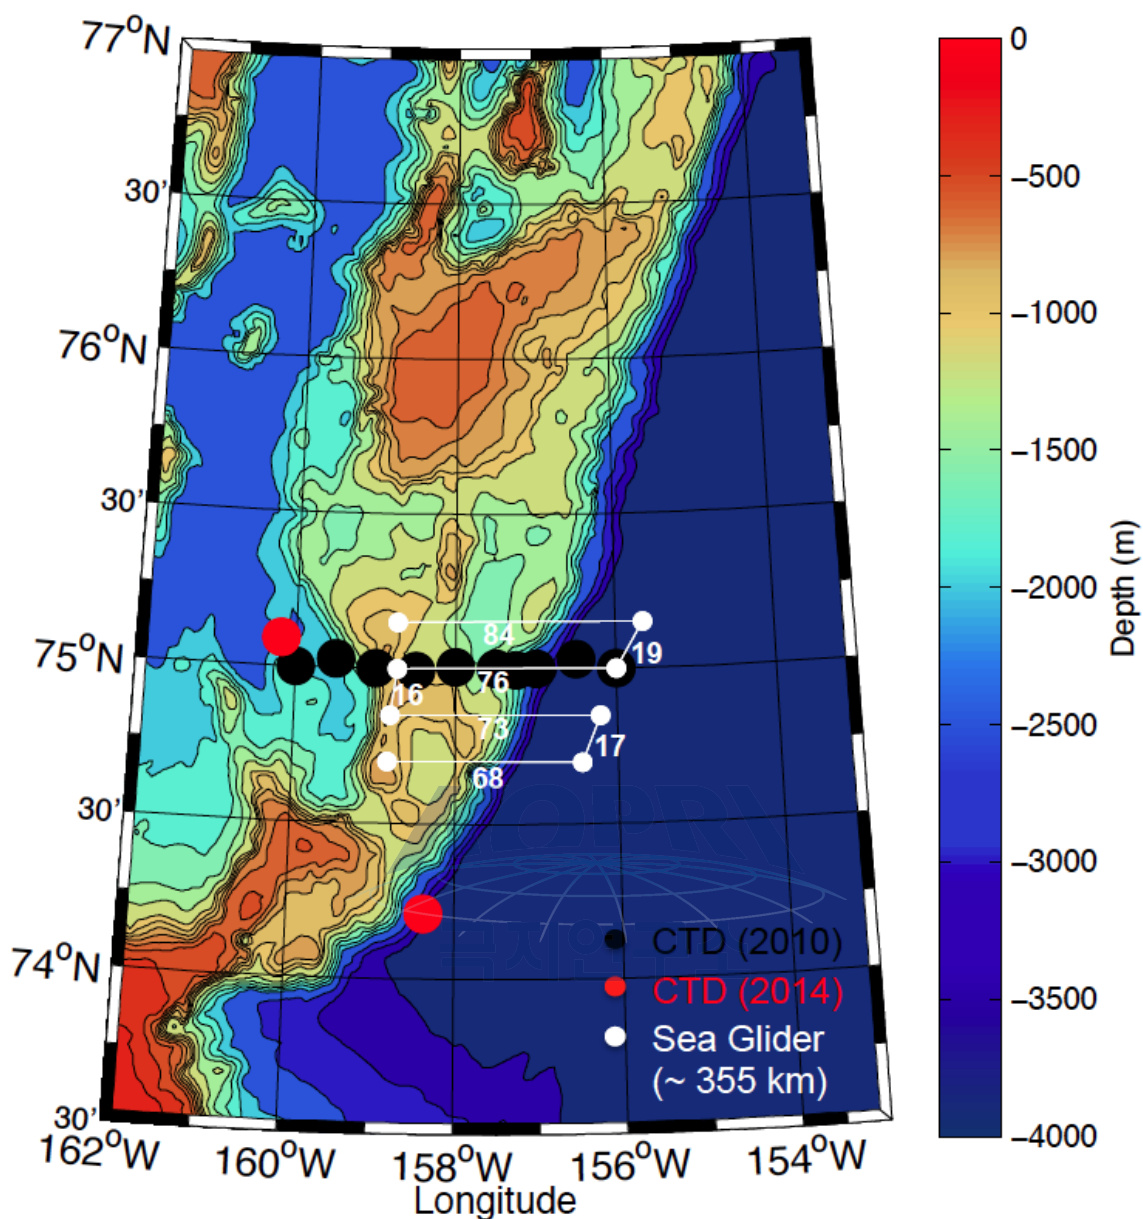 77°N
30'
76°N
30'
75°N
30'
74°N
30'
162°W
160°W
158°W
156°W
154°W
Longitude
84
19
76
16
73
17
68
CTD (2010)
CTD (2014)
Sea Glider
(~ 355 km)
0
−500
−1000
−1500
−2000
−2500
−3000
−3500
−4000
Depth (m)